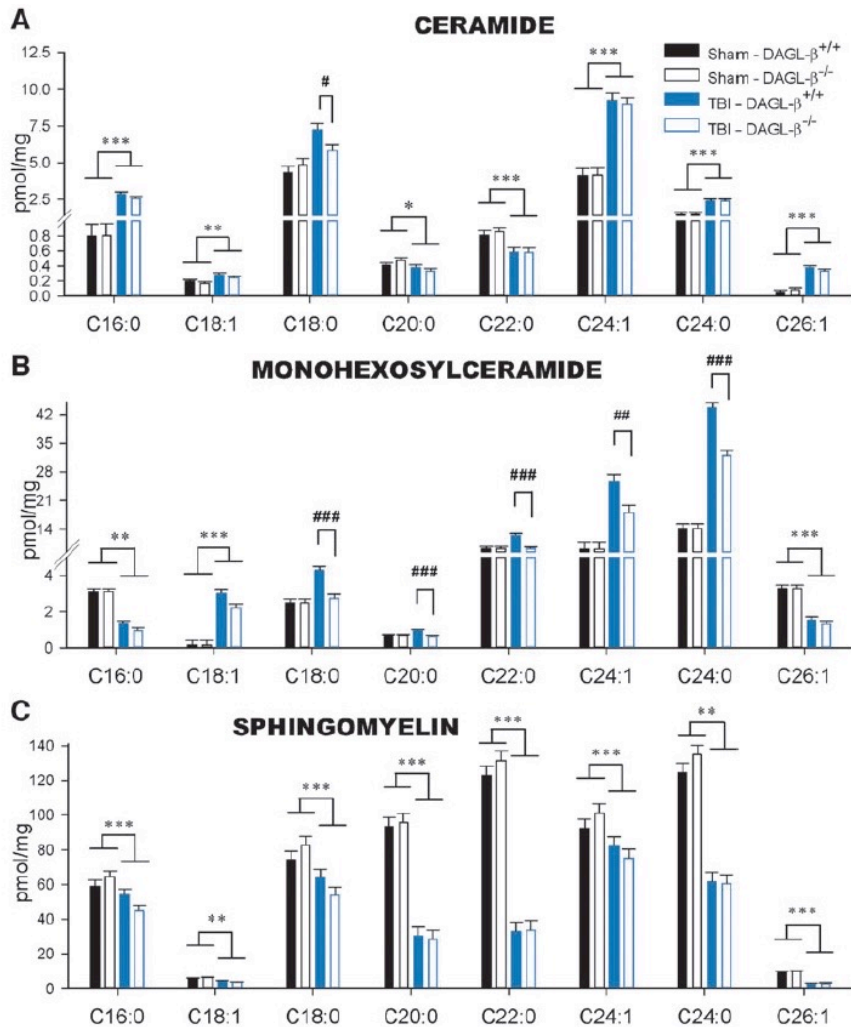 A
CERAMIDE
Sham - DAGL-β+/+
Sham - DAGL-β-/-
TBI - DAGL-β+/+
TBI - DAGL-β-/-
pmol/mg
12.5
10.0
7.5
5.0
2.5
0.8
0.6
0.4
0.2
0.0
*** ** # * *** *** *** ***
C16:0 C18:1 C18:0 C20:0 C22:0 C24:1 C24:0 C26:1
B
MONOHEXOSYLCERAMIDE
pmol/mg
42
35
28
21
14
4
2
0
** *** ### ### ### ## ### ***
C16:0 C18:1 C18:0 C20:0 C22:0 C24:1 C24:0 C26:1
C
SPHINGOMYELIN
pmol/mg
140
120
100
80
60
40
20
0
*** ** *** *** *** *** ** ***
C16:0 C18:1 C18:0 C20:0 C22:0 C24:1 C24:0 C26:1